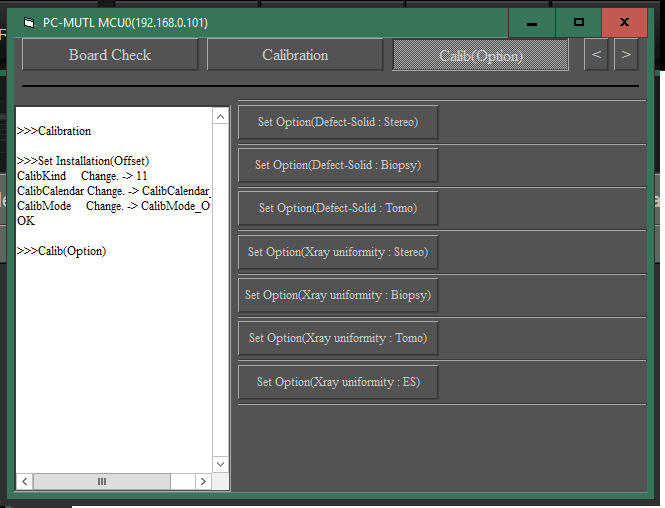 PC-MUTL MCU0(192.168.0.101)
Board Check
Calibration
Calib(Option)
<
>
>>>Calibration
>>>Set Installation(Offset)
CalibKind Change. -> 11
CalibCalendar Change. -> CalibCalendar_
CalibMode Change. -> CalibMode_O
OK
>>>Calib(Option)
Set Option(Defect-Solid : Stereo)
Set Option(Defect-Solid : Biopsy)
Set Option(Defect-Solid : Tomo)
Set Option(Xray uniformity : Stereo)
Set Option(Xray uniformity : Biopsy)
Set Option(Xray uniformity : Tomo)
Set Option(Xray uniformity : ES)